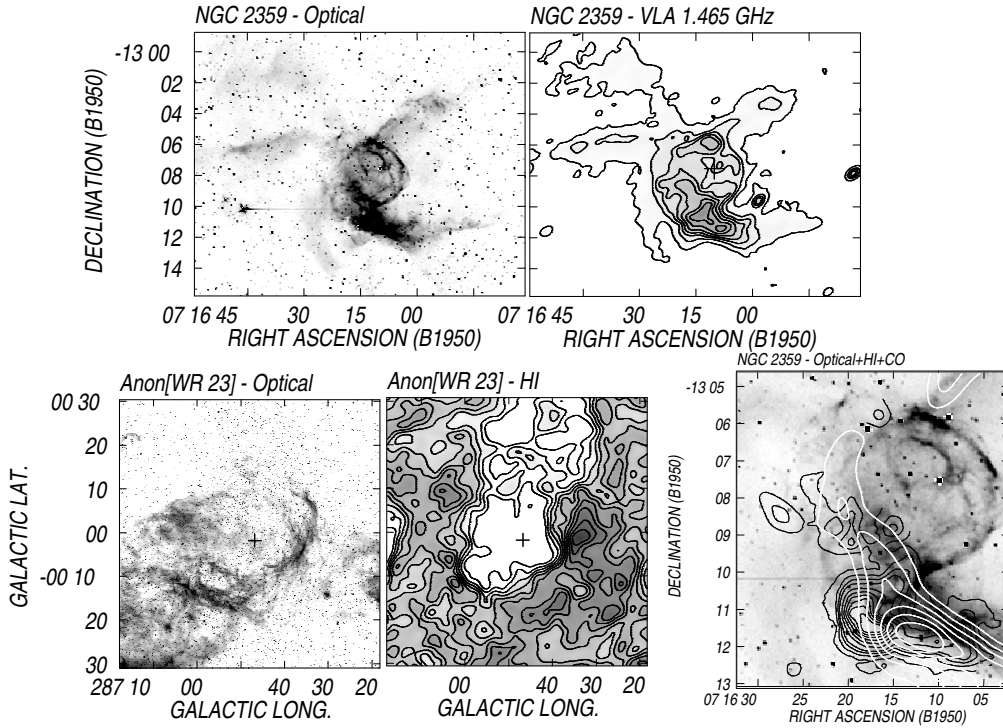 NGC 2359 - Optical
NGC 2359 - VLA 1.465 GHz
DECLINATION (B1950)
-13 00
02
04
06
08
10
12
14
07 16 45
30
15
00
07 15 45
30
15
00
RIGHT ASCENSION (B1950)
RIGHT ASCENSION (B1950)
Anon[WR 23] - Optical
Anon[WR 23] - HI
NGC 2359 - Optical+HI+CO
GALACTIC LAT.
00 30
20
10
00
-00 10
20
30
287 10
00
50
40
30
20
00
50
40
30
20
GALACTIC LONG.
GALACTIC LONG.
DECLINATION (B1950)
-13 05
06
07
08
09
10
11
12
13
07 16 30
25
20
15
10
05
RIGHT ASCENSION (B1950)